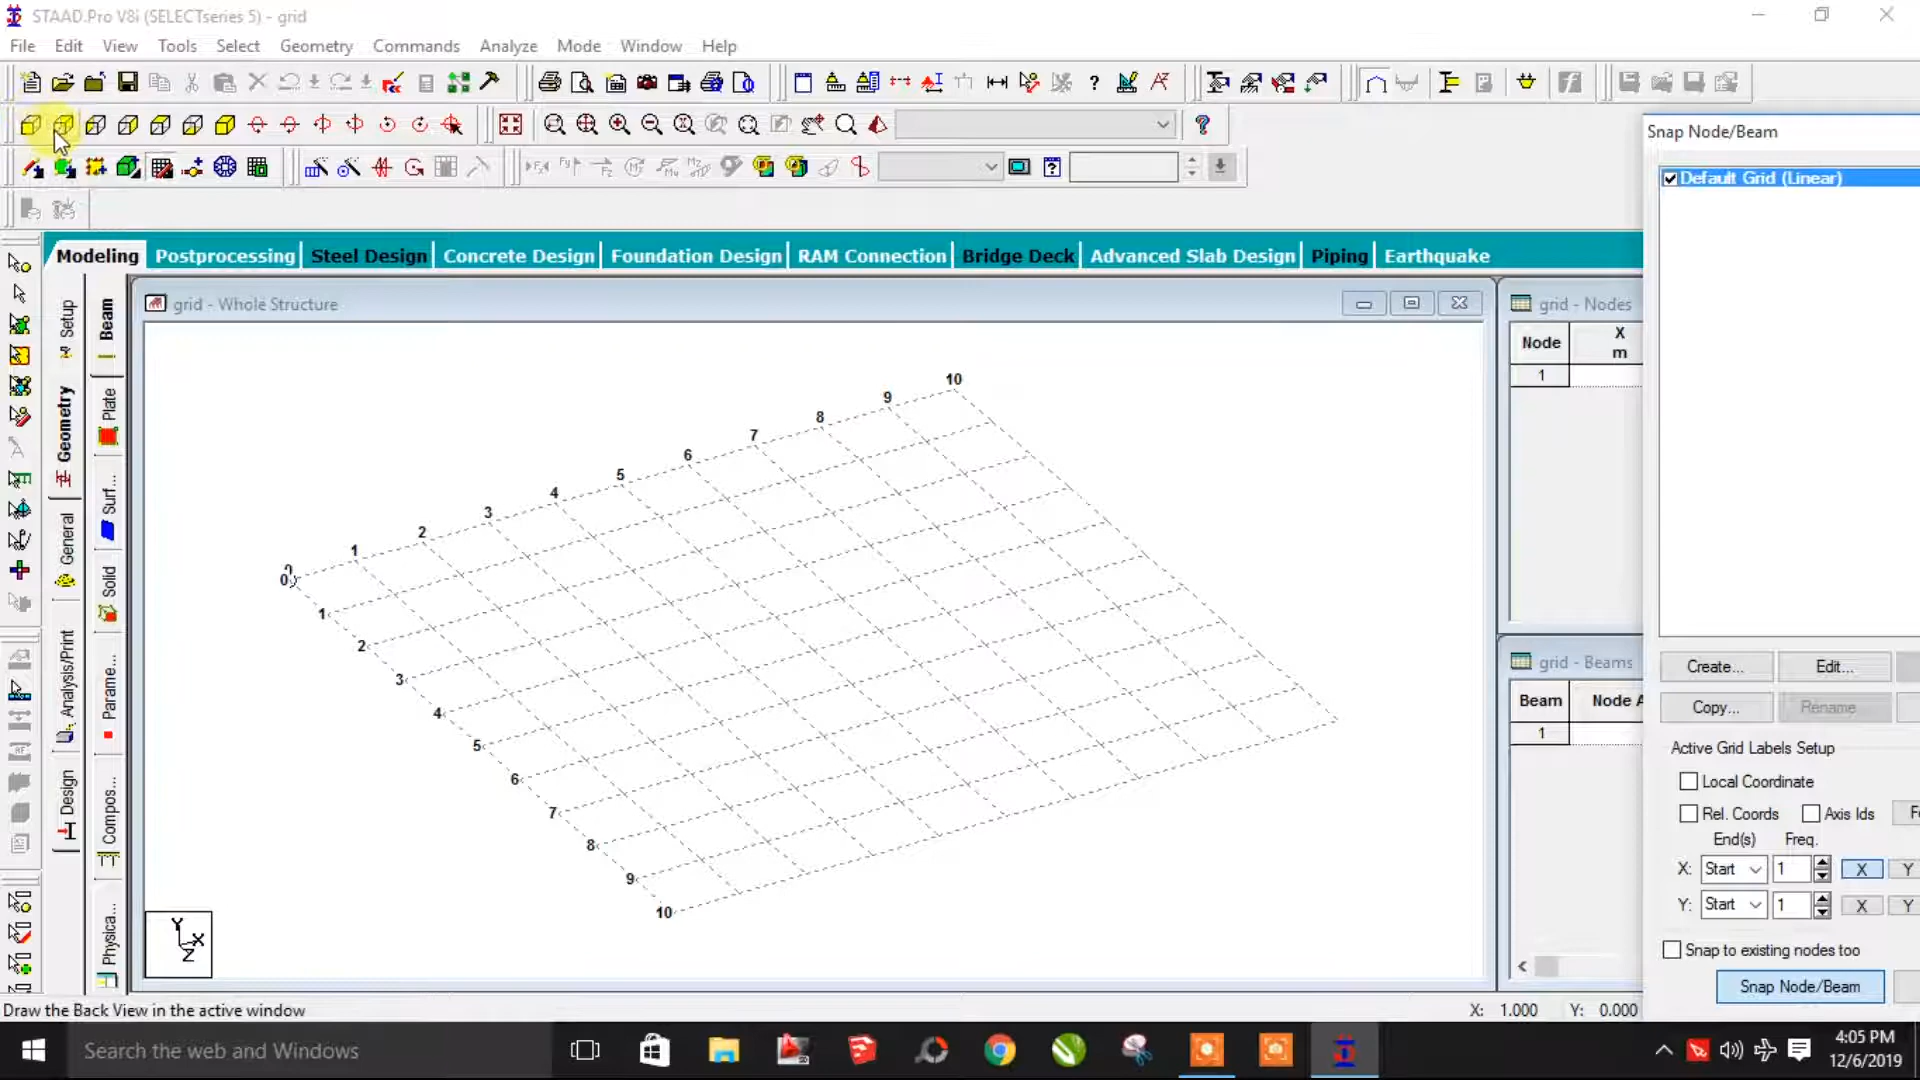 STAAD.Pro V8i (SELECTseries 5) - grid
File Edit View Tools Select Geometry Commands Analyze Mode Window Help
Snap Node/Beam
Default Grid (Linear)
Modeling Postprocessing Steel Design Concrete Design Foundation Design RAM Connection Bridge Deck Advanced Slab Design Piping Earthquake
grid - Whole Structure
grid - Nodes
Node X
m
1
Setup
Geometry
General
Analysis/Print
Design
Beam
Plate
Surf...
Solid
Parame...
Compos...
Physica...
10
9
8
7
6
5
4
3
2
1
0
0
1
2
3
4
5
6
7
8
9
10
Y
X
Z
grid - Beams
Beam Node A
1
Create... Edit...
Copy... Rename
Active Grid Labels Setup
Local Coordinate
Rel. Coords Axis Ids
End(s) Freq.
X: Start 1 X Y
Y: Start 1 X Y
Snap to existing nodes too
Snap Node/Beam
Draw the Back View in the active window
X: 1.000 Y: 0.000
Search the web and Windows
4:05 PM
12/6/2019